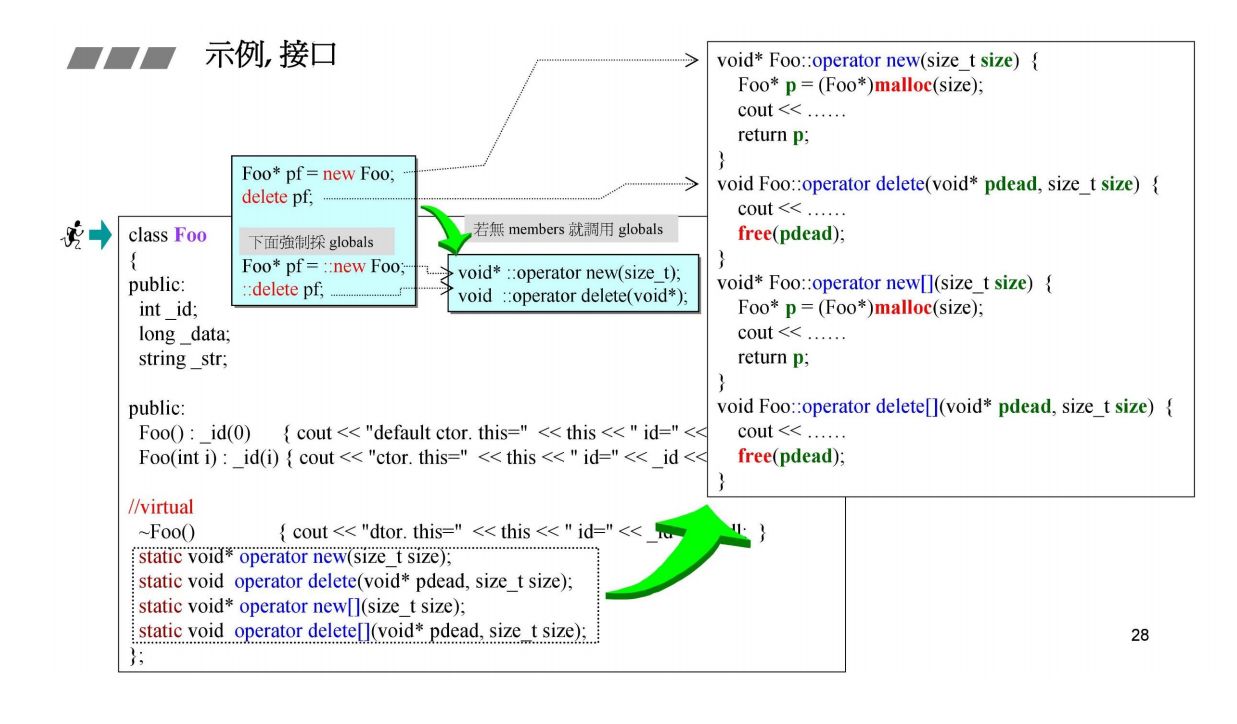 示例, 接口
Foo* pf = new Foo;
delete pf;
下面強制採 globals
Foo* pf = ::new Foo;
::delete pf;
若無 members 就調用 globals
void* ::operator new(size_t);
void ::operator delete(void*);
void* Foo::operator new(size_t size) {
Foo* p = (Foo*)malloc(size);
cout << ……
return p;
}
void Foo::operator delete(void* pdead, size_t size) {
cout << ……
free(pdead);
}
void* Foo::operator new[](size_t size) {
Foo* p = (Foo*)malloc(size);
cout << ……
return p;
}
void Foo::operator delete[](void* pdead, size_t size) {
cout << ……
free(pdead);
}
class Foo
{
public:
int _id;
long _data;
string _str;
public:
Foo() : _id(0) { cout << "default ctor. this=" << this << " id=" <<
Foo(int i) : _id(i) { cout << "ctor. this=" << this << " id=" << _id <<
//virtual
~Foo() { cout << "dtor. this=" << this << " id=" << _id }
static void* operator new(size_t size);
static void operator delete(void* pdead, size_t size);
static void* operator new[](size_t size);
static void operator delete[](void* pdead, size_t size);
};
28